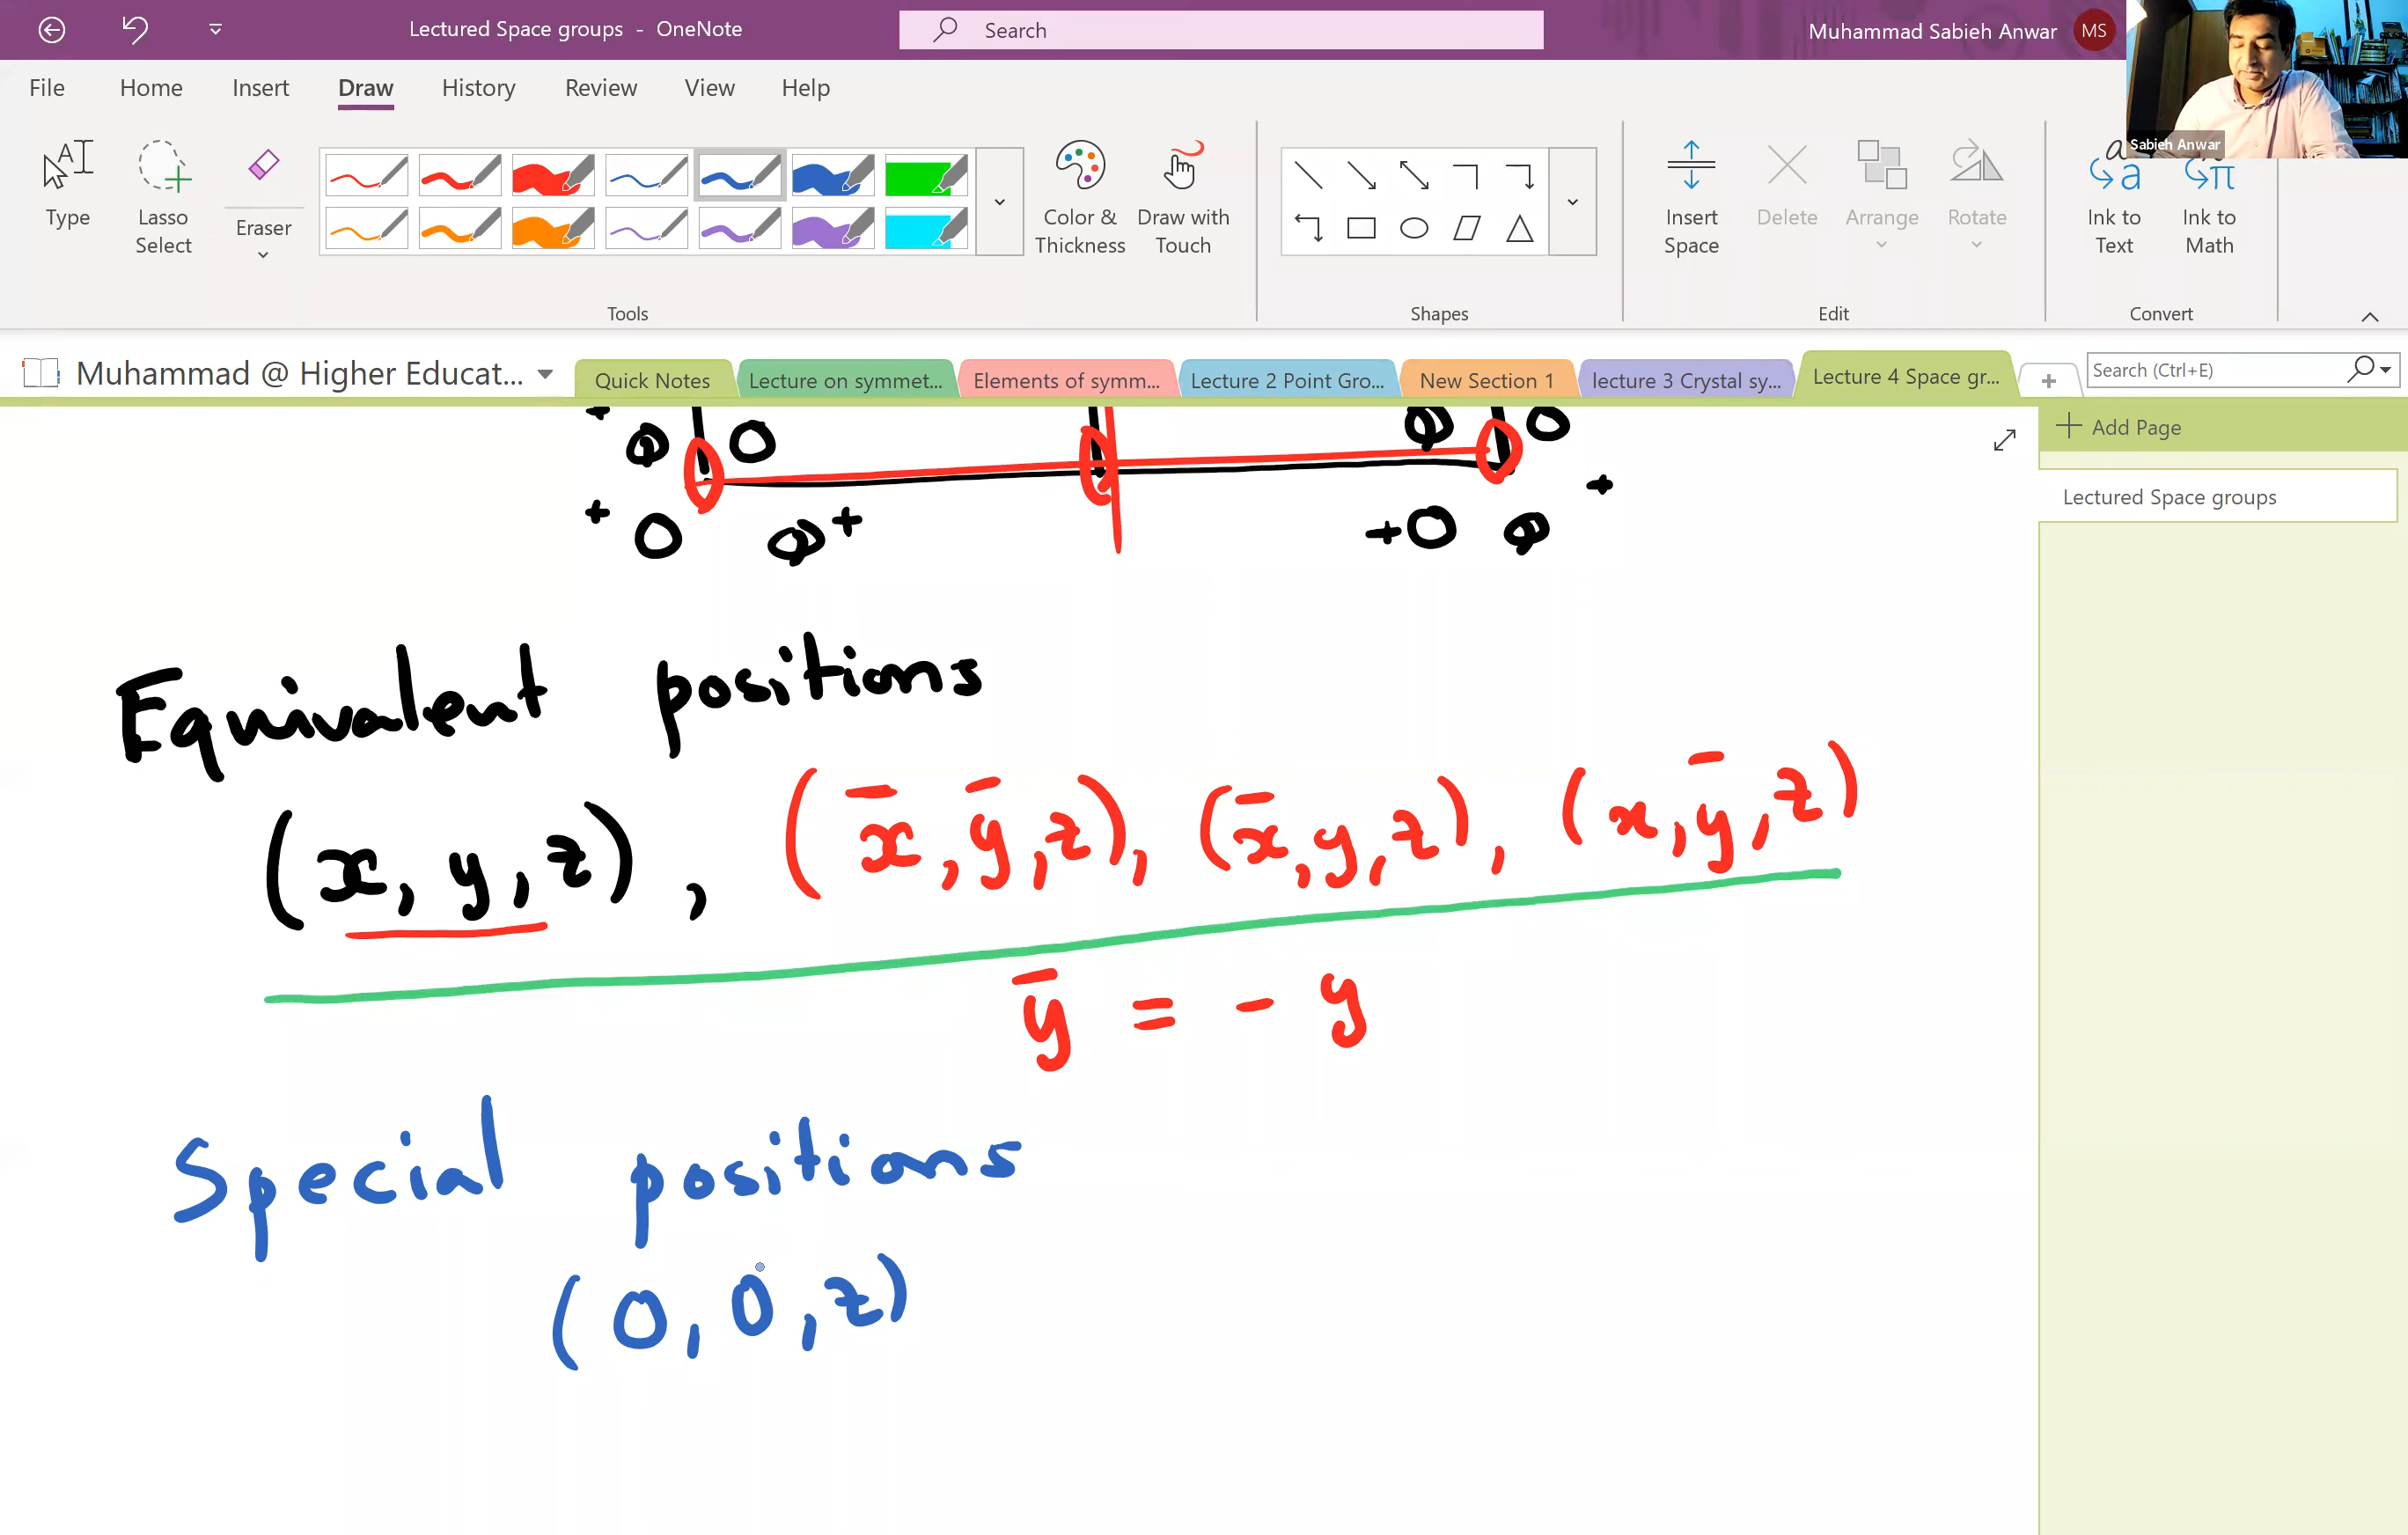 Lectured Space groups - OneNote
Search
Muhammad Sabieh Anwar MS
File Home Insert Draw History Review View Help
Sabieh Anwar
Type
Lasso Select
Eraser
Color & Thickness
Draw with Touch
Insert Space
Delete
Arrange
Rotate
Ink to Text
Ink to Math
Tools Shapes Edit Convert
Muhammad @ Higher Educat...
Quick Notes
Lecture on symmet...
Elements of symm...
Lecture 2 Point Gro...
New Section 1
lecture 3 Crystal sy...
Lecture 4 Space gr...
Search (Ctrl+E)
Add Page
Lectured Space groups
Equivalent positions
(x, y, z), (x̄, ȳ, z), (x̄, y, z), (x, ȳ, z)
ȳ = - y
Special positions
(0, 0, z)